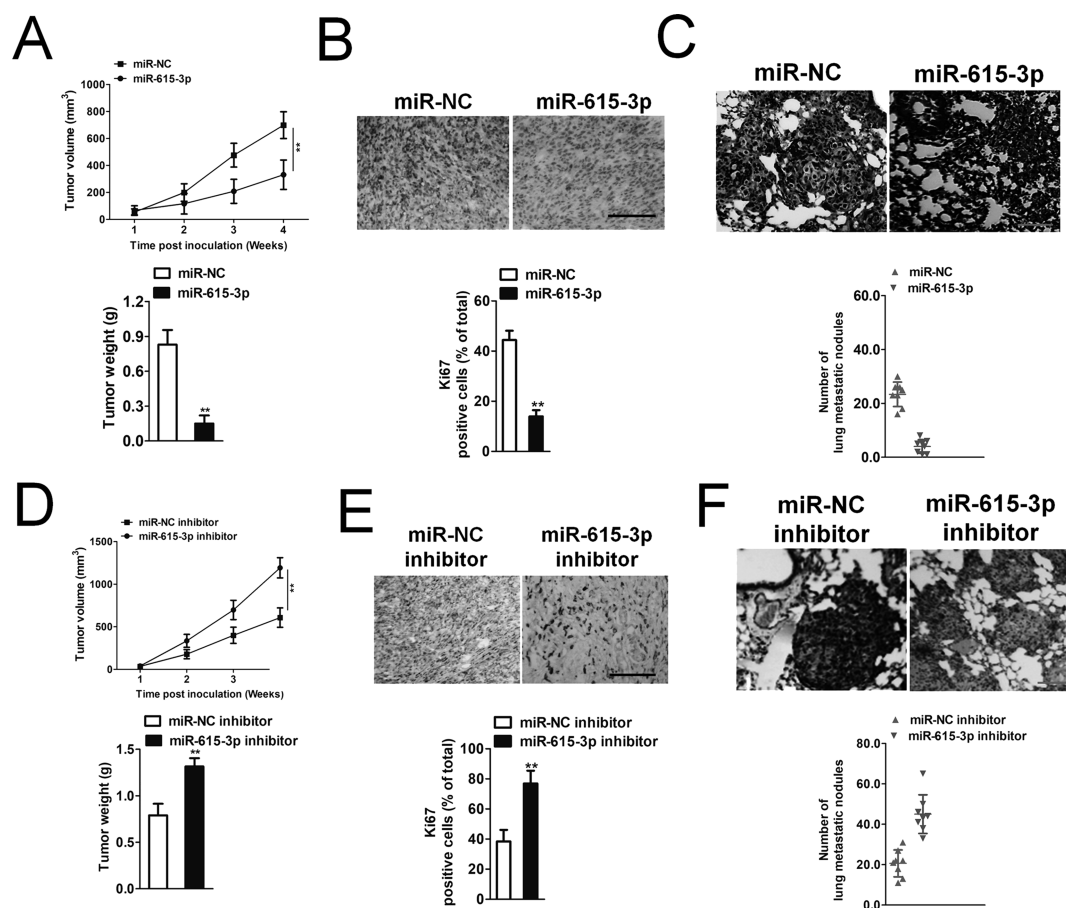 A
miR-NC
miR-615-3p
1000
800
600
400
200
0
Tumor volume (mm3)
**
1 2 3 4
Time post inoculation (Weeks)
miR-NC
miR-615-3p
1.2
0.9
0.6
0.3
0.0
Tumor weight (g)
**
B
miR-NC miR-615-3p
miR-NC
miR-615-3p
60
40
20
0
Ki67
positive cells (% of total)
**
C
miR-NC miR-615-3p
miR-NC
miR-615-3p
60.0
40.0
20.0
0.0
Number of
lung metastatic nodules
D
miR-NC inhibitor
miR-615-3p inhibitor
1500
1000
500
0
Tumor volume (mm3)
**
1 2 3
Time post inoculation (Weeks)
miR-NC inhibitor
miR-615-3p inhibitor
1.5
1.0
0.5
0.0
Tumor weight (g)
**
E
miR-NC miR-615-3p
inhibitor inhibitor
miR-NC inhibitor
miR-615-3p inhibitor
100
80
60
40
20
0
Ki67
positive cells (% of total)
**
F
miR-NC miR-615-3p
inhibitor inhibitor
miR-NC inhibitor
miR-615-3p inhibitor
80.0
60.0
40.0
20.0
0.0
Number of
lung metastatic nodules